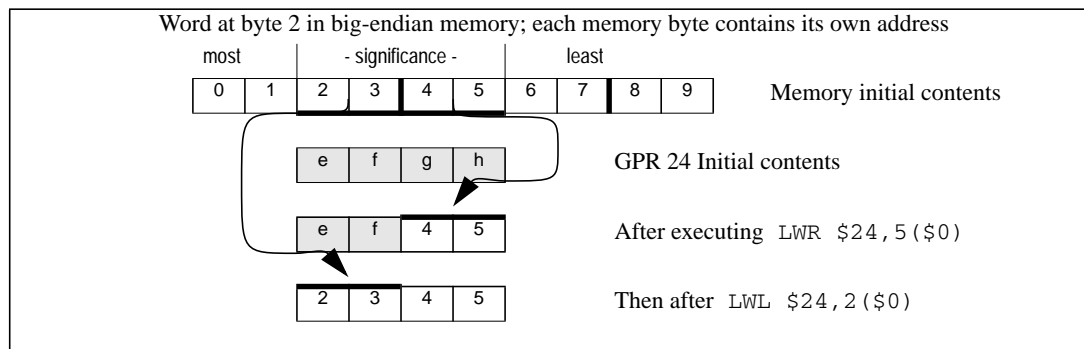 Word at byte 2 in big-endian memory; each memory byte contains its own address
most - significance - least
0 1 2 3 4 5 6 7 8 9 Memory initial contents
e f g h GPR 24 Initial contents
e f 4 5 After executing LWR $24,5($0)
2 3 4 5 Then after LWL $24,2($0)